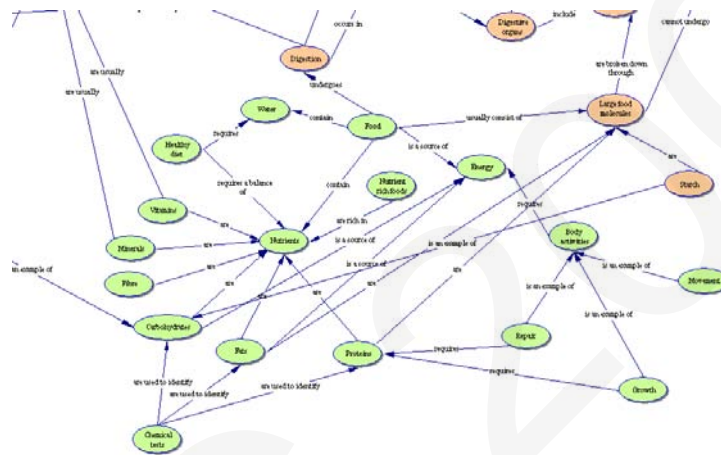 occurs in
Digestive
organs
include
cannot undergo
Digestion
are broken down
through
are usually
are usually
undergoes
Large food
molecules
Water
contain
Food
usually consist of
requires
Healthy
diet
is a source of
are
Energy
Starch
requires a balance
of
contain
Nutrient
rich foods
requires
Vitamins
are
are rich in
Body
activities
Minerals
are
Nutrients
is a source of
is an example of
is a source of
is an example of
Fibre
are
are
are
is an example of
Movement
are
are
is an example of
is an example of
Carbohydrates
Repair
Fats
Proteins
requires
requires
are used to identify
are used to identify
are used to identify
Growth
Chemical
tests